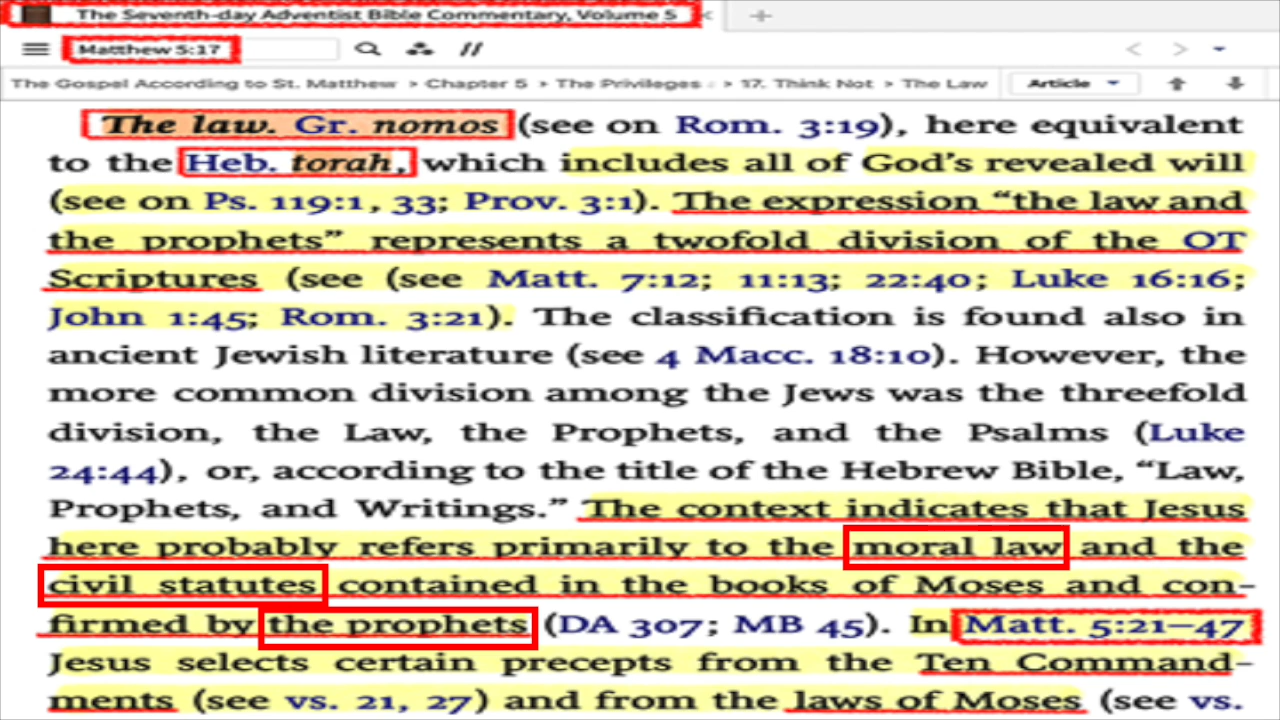 The Seventh-day Adventist Bible Commentary, Volume 5
Matthew 5:17
The Gospel According to St. Matthew > Chapter 5 > The Privileges > 17. Think Not > The Law Article
The law. Gr. nomos (see on Rom. 3:19), here equivalent
to the Heb. torah, which includes all of God's revealed will
(see on Ps. 119:1, 33; Prov. 3:1). The expression “the law and
the prophets” represents a twofold division of the OT
Scriptures (see (see Matt. 7:12; 11:13; 22:40; Luke 16:16;
John 1:45; Rom. 3:21). The classification is found also in
ancient Jewish literature (see 4 Macc. 18:10). However, the
more common division among the Jews was the threefold
division, the Law, the Prophets, and the Psalms (Luke
24:44), or, according to the title of the Hebrew Bible, “Law,
Prophets, and Writings.” The context indicates that Jesus
here probably refers primarily to the moral law and the
civil statutes contained in the books of Moses and con-
firmed by the prophets (DA 307; MB 45). In Matt. 5:21–47
Jesus selects certain precepts from the Ten Command-
ments (see vs. 21, 27) and from the laws of Moses (see vs.